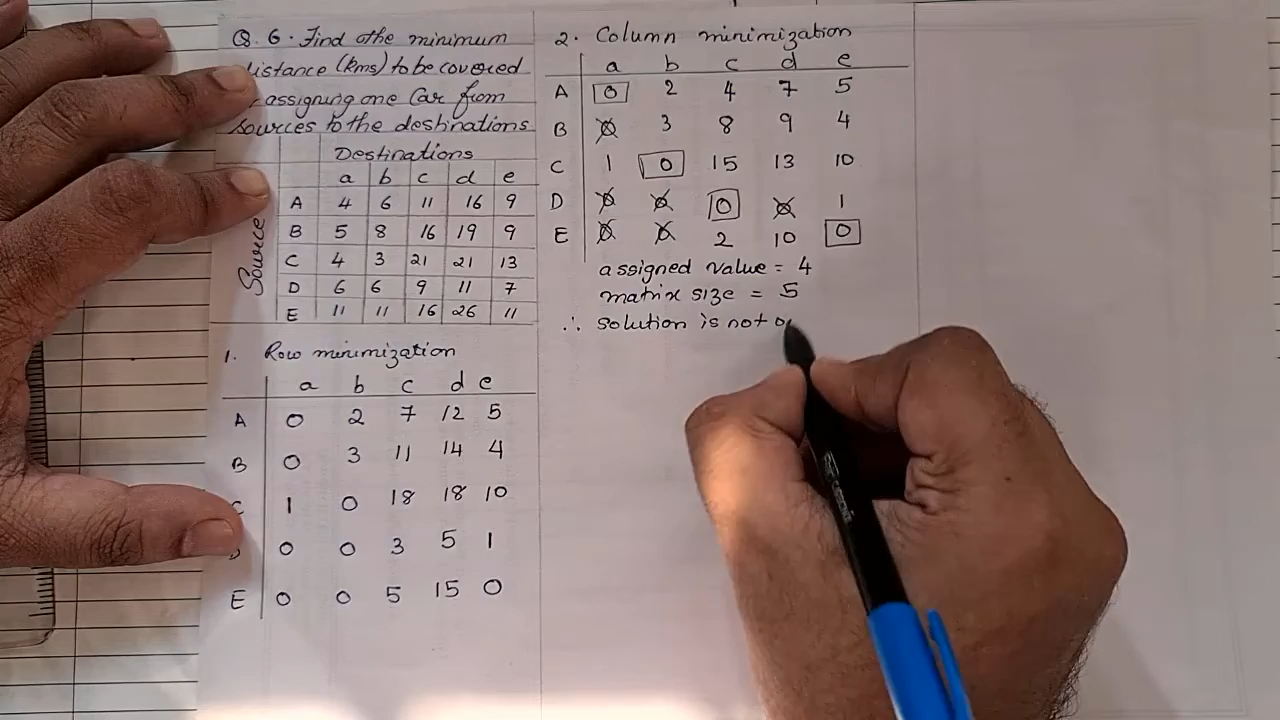 Q. 6. Find the minimum
distance (kms) to be covered
assigning one Car from
sources to the destinations
Destinations
a b c d e
Source
A 4 6 11 16 9
B 5 8 16 19 9
C 4 3 21 21 13
D 6 6 9 11 7
E 11 11 16 26 11
1. Row minimization
a b c d e
A 0 2 7 12 5
B 0 3 11 14 4
C 1 0 18 18 10
D 0 0 3 5 1
E 0 0 5 15 0
2. Column minimization
a b c d e
A 0 2 4 7 5
B 0 3 8 9 4
C 1 0 15 13 10
D 0 0 0 0 1
E 0 0 2 10 0
assigned value = 4
matrix size = 5
∴ solution is not